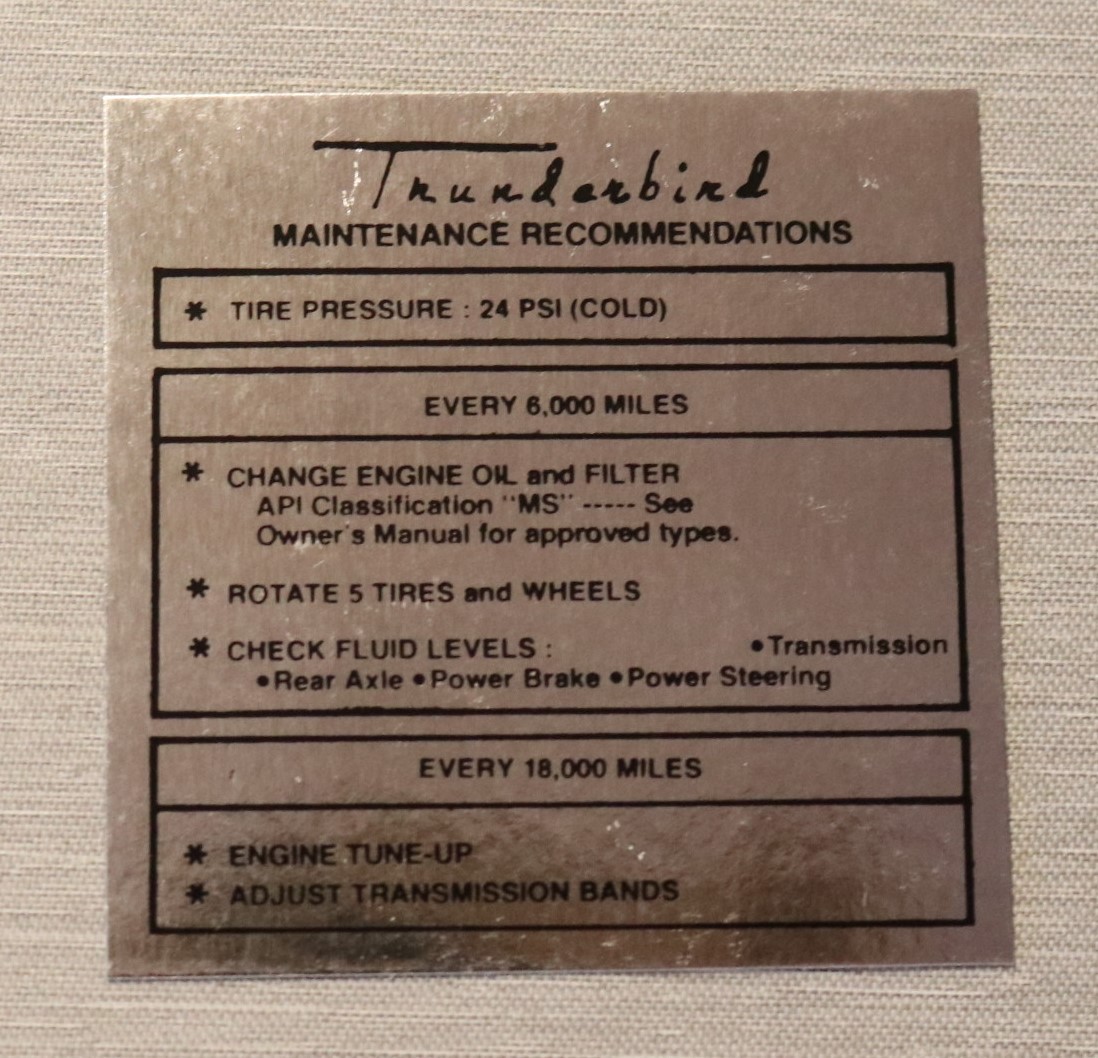 Thunderbird
MAINTENANCE RECOMMENDATIONS
* TIRE PRESSURE : 24 PSI (COLD)
EVERY 6,000 MILES
* CHANGE ENGINE OIL and FILTER
API Classification "MS" ----- See
Owner's Manual for approved types.
* ROTATE 5 TIRES and WHEELS
* CHECK FLUID LEVELS : •Transmission
•Rear Axle •Power Brake •Power Steering
EVERY 18,000 MILES
* ENGINE TUNE-UP
* ADJUST TRANSMISSION BANDS